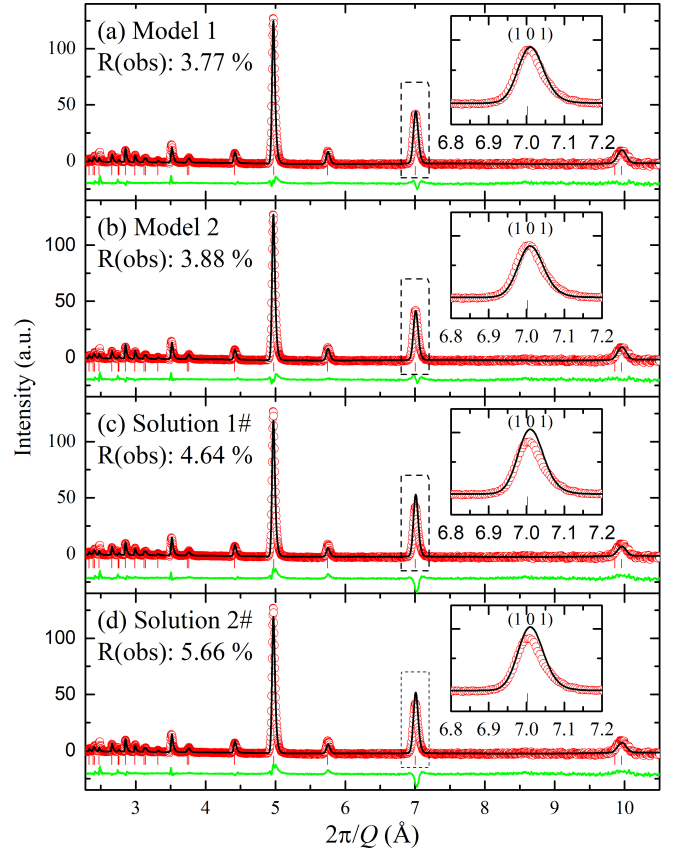 (a) Model 1
R(obs): 3.77 %
(1 0 1)
6.8 6.9 7.0 7.1 7.2
100
50
0
(b) Model 2
R(obs): 3.88 %
(1 0 1)
6.8 6.9 7.0 7.1 7.2
100
50
0
(c) Solution 1#
R(obs): 4.64 %
(1 0 1)
6.8 6.9 7.0 7.1 7.2
100
50
0
(d) Solution 2#
R(obs): 5.66 %
(1 0 1)
6.8 6.9 7.0 7.1 7.2
100
50
0
Intensity (a.u.)
3 4 5 6 7 8 9 10
2π/Q (Å)